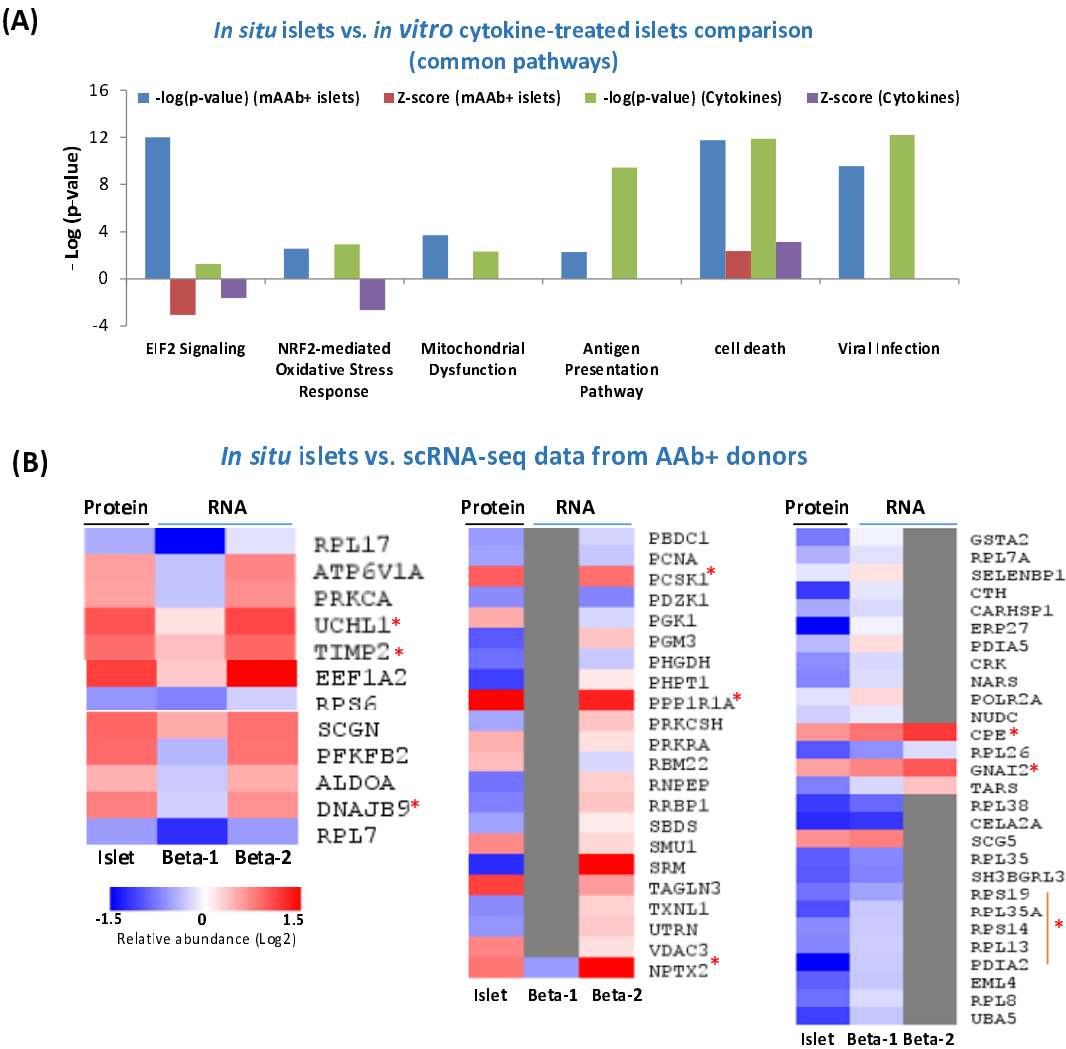 (A)
In situ islets vs. in vitro cytokine-treated islets comparison
(common pathways)
-log(p-value) (mAAb+ islets)
Z-score (mAAb+ islets)
-log(p-value) (Cytokines)
Z-score (Cytokines)
- Log (p-value)
16
12
8
4
0
-4
EIF2 Signaling
NRF2-mediated
Oxidative Stress
Response
Mitochondrial
Dysfunction
Antigen
Presentation
Pathway
cell death
Viral Infection
(B)
In situ islets vs. scRNA-seq data from AAb+ donors
Protein RNA
RPL17
ATP6V1A
PRKCA
UCHL1*
TIMP2*
EEF1A2
RPS6
SCGN
PFKFB2
ALDOA
DNAJB9*
RPL7
Islet Beta-1 Beta-2
-1.5 0 1.5
Relative abundance (Log2)
Protein RNA
PBDC1
PCNA
PCSK1*
PDZK1
PGK1
PGM3
PHGDH
PHPT1
PPP1R1A*
PRKCSH
PRKRA
RBM22
RNPEP
RRBP1
SBDS
SMU1
SRM
TAGLN3
TXNL1
UTRN
VDAC3
NPTX2*
Islet Beta-1 Beta-2
Protein RNA
GSTA2
RPL7A
SELENBP1
CTH
CARHSP1
ERP27
PDIA5
CRK
NARS
POLR2A
NUDC
CPE*
RPL26
GNAI2*
TARS
RPL38
CELA2A
SCG5
RPL35
SH3BGRL3
RPS19
RPL35A
RPS14
*
RPL13
PDIA2
EML4
RPL8
UBA5
Islet Beta-1 Beta-2